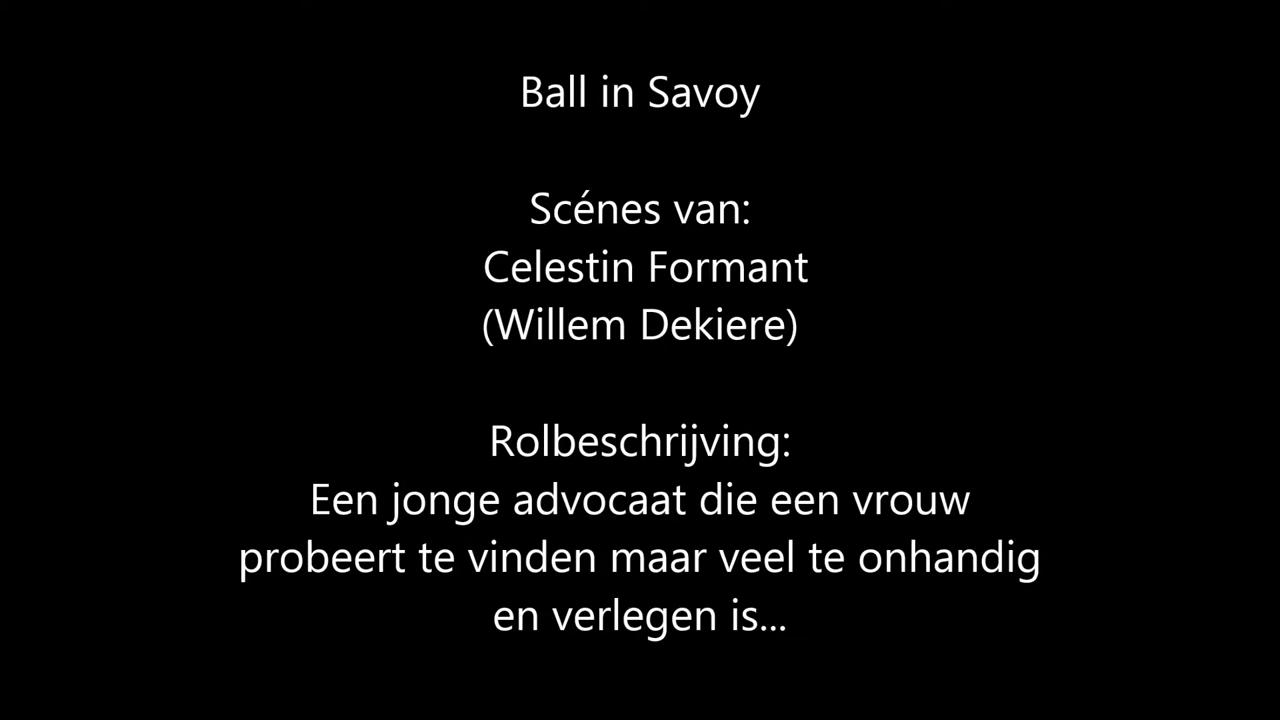 Ball in Savoy
Scénes van:
Celestin Formant
(Willem Dekiere)
Rolbeschrijving:
Een jonge advocaat die een vrouw
probeert te vinden maar veel te onhandig
en verlegen is...